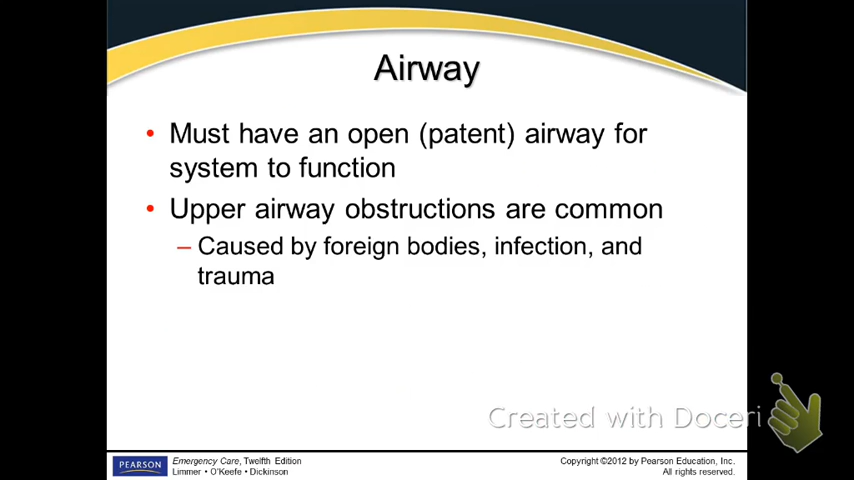 Airway
• Must have an open (patent) airway for
system to function
• Upper airway obstructions are common
– Caused by foreign bodies, infection, and
trauma
Created with Doceri
PEARSON
Emergency Care, Twelfth Edition
Limmer • O'Keefe • Dickinson
Copyright ©2012 by Pearson Education, Inc.
All rights reserved.